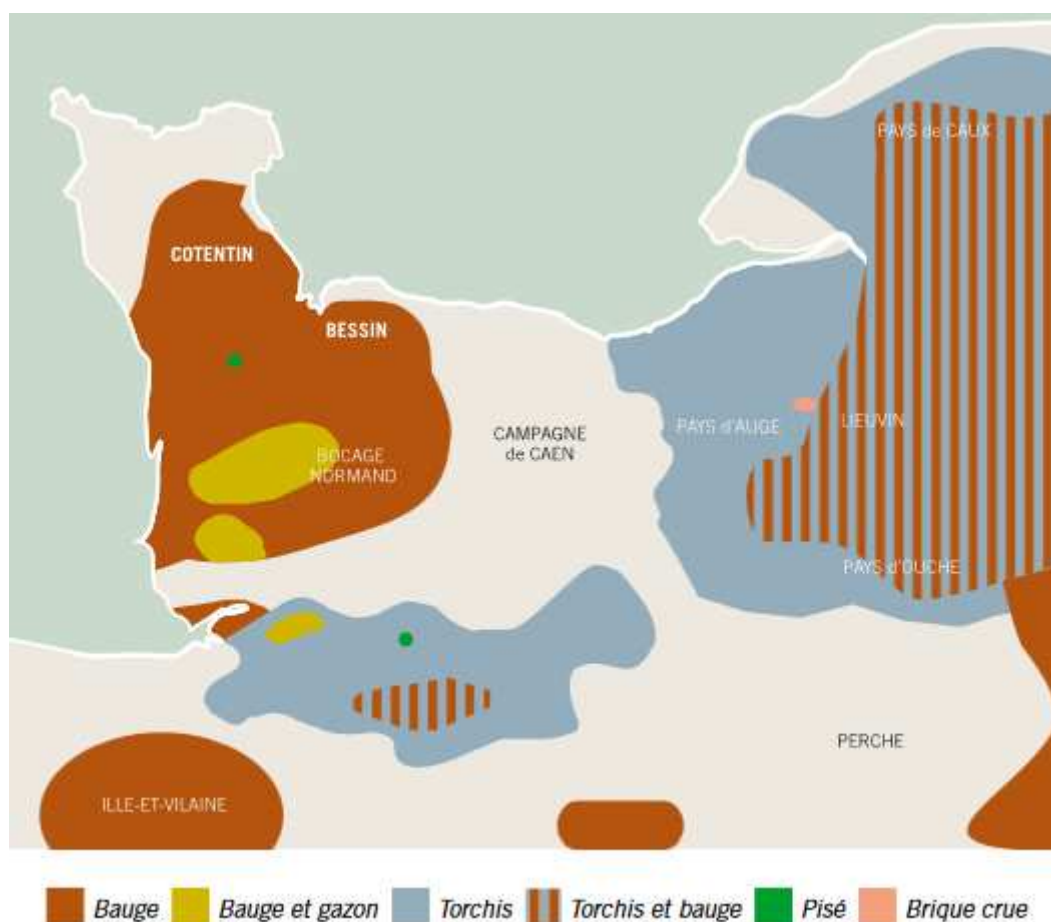 PAYS de CAUX
COTENTIN
BESSIN
PAYS d'AUGE
LIEUVIN
CAMPAGNE
de CAEN
BOCAGE
NORMAND
PAYS d'OUCHE
PERCHE
ILLE-ET-VILAINE
Bauge
Bauge et gazon
Torchis
Torchis et bauge
Pisé
Brique crue